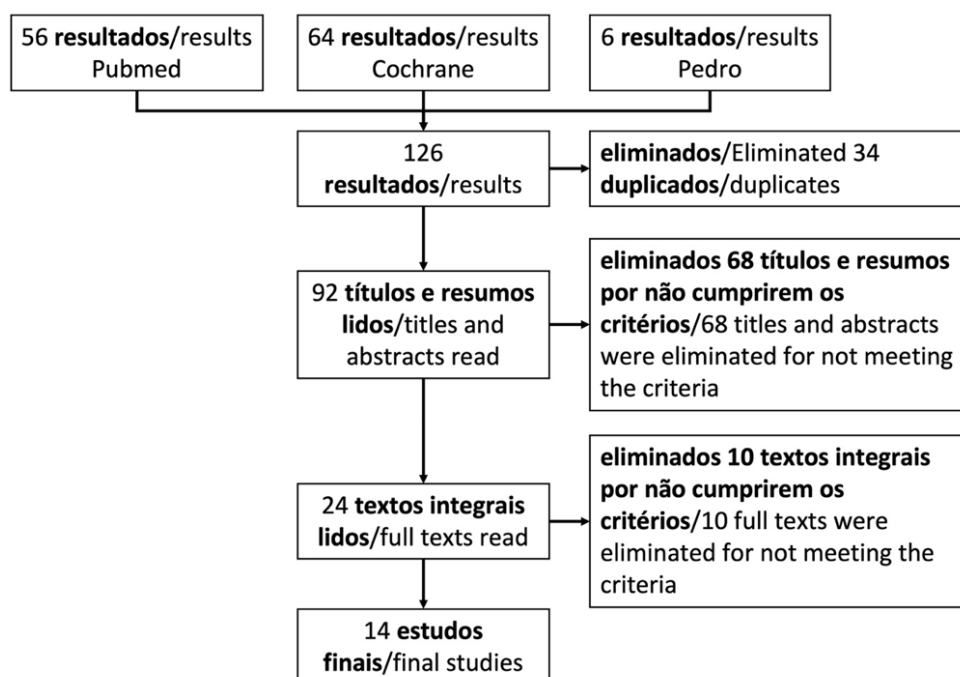 56 resultados/results
Pubmed
64 resultados/results
Cochrane
6 resultados/results
Pedro
126
resultados/results
eliminados/Eliminated 34
duplicados/duplicates
92 títulos e resumos
lidos/titles and
abstracts read
eliminados 68 títulos e resumos
por não cumprirem os
critérios/68 titles and abstracts
were eliminated for not meeting
the criteria
24 textos integrais
lidos/full texts read
eliminados 10 textos integrais
por não cumprirem os
critérios/10 full texts were
eliminated for not meeting the
criteria
14 estudos
finais/final studies